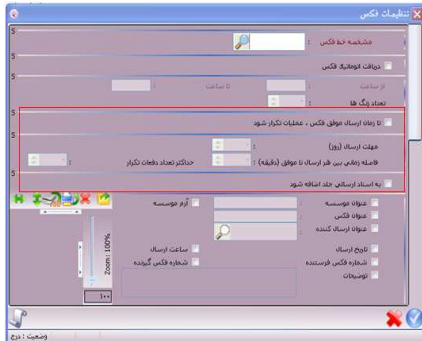 تنظیمات فکس
مشخصه خط فکس :
دریافت اتوماتیک فکس
از ساعت : تا ساعت :
تعداد زنگ ها :
تا زمان ارسال موفق فکس ، عملیات تکرار شود
مهلت ارسال (روز) :
فاصله زمانی بین هر ارسال نا موفق (دقیقه) : حداکثر تعداد دفعات تکرار :
به اسناد ارسالی جلد اضافه شود
عنوان موسسه : آرم موسسه
عنوان فکس :
عنوان ارسال کننده :
تاریخ ارسال ساعت ارسال
شماره فکس فرستنده شماره فکس گیرنده
توضیحات
Zoom: 100%
۱۰۰
وضعیت : درج